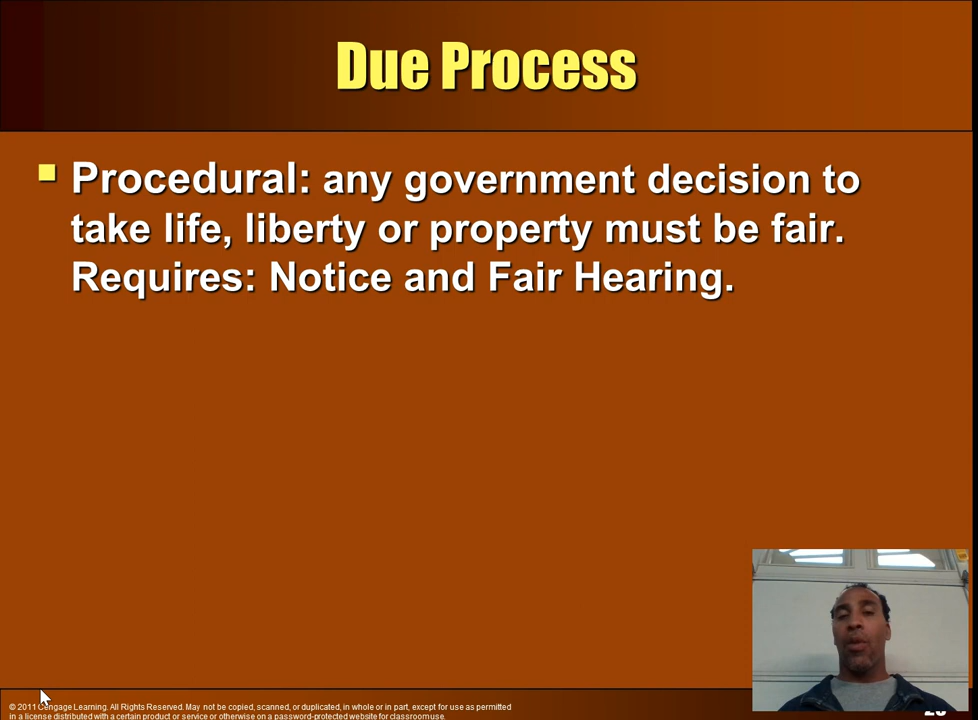 Due Process
Procedural: any government decision to
take life, liberty or property must be fair.
Requires: Notice and Fair Hearing.
© 2011 Cengage Learning. All Rights Reserved. May not be copied, scanned, or duplicated, in whole or in part, except for use as permitted
in a license distributed with a certain product or service or otherwise on a password-protected website for classroom use.